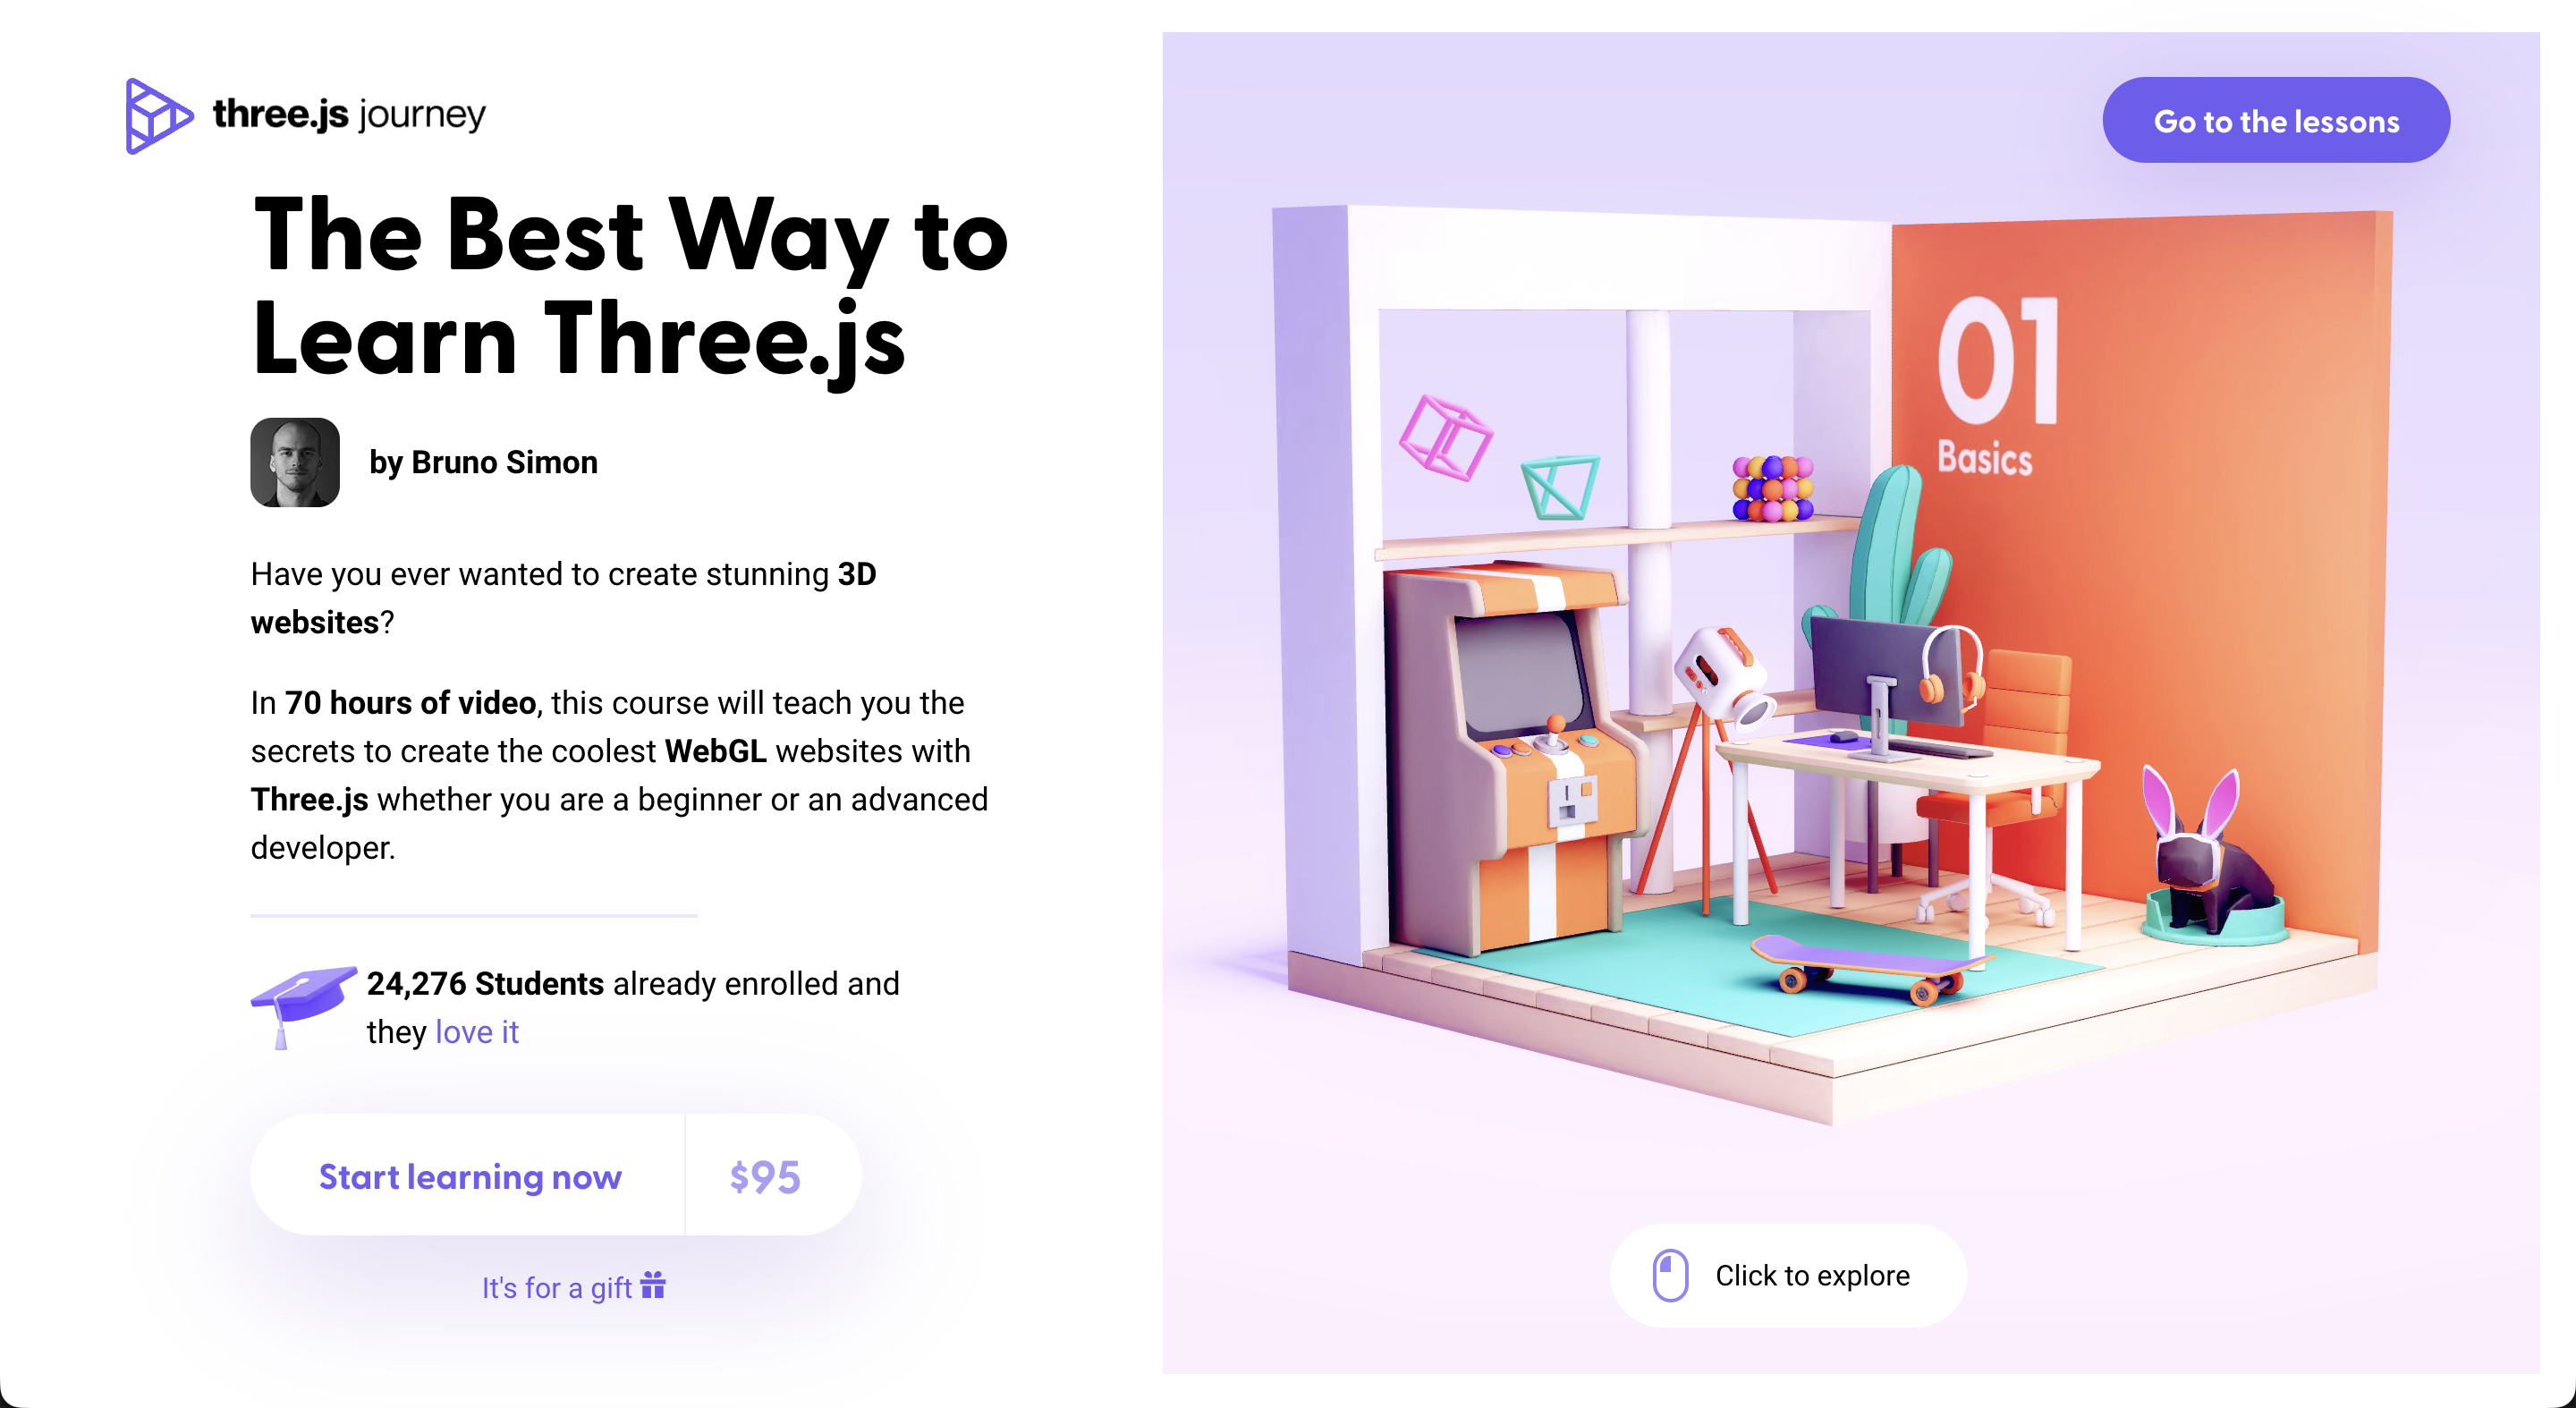 three.js journey
Go to the lessons
The Best Way to
Learn Three.js
by Bruno Simon
Have you ever wanted to create stunning 3D
websites?
In 70 hours of video, this course will teach you the
secrets to create the coolest WebGL websites with
Three.js whether you are a beginner or an advanced
developer.
24,276 Students already enrolled and
they love it
Start learning now
$95
It's for a gift
01
Basics
Click to explore